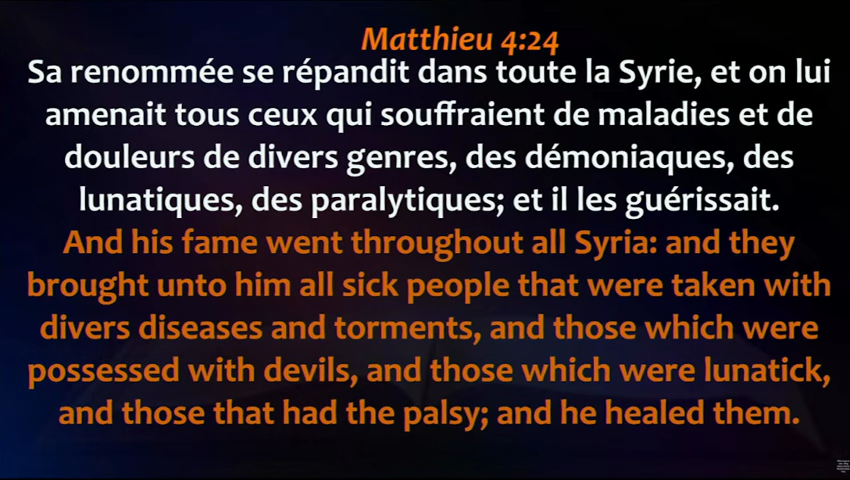 Matthieu 4:24
Sa renommée se répandit dans toute la Syrie, et on lui
amenait tous ceux qui souffraient de maladies et de
douleurs de divers genres, des démoniaques, des
lunatiques, des paralytiques; et il les guérissait.
And his fame went throughout all Syria: and they
brought unto him all sick people that were taken with
divers diseases and torments, and those which were
possessed with devils, and those which were lunatick,
and those that had the palsy; and he healed them.